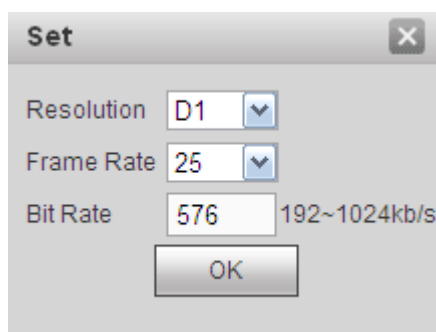 Set
Resolution D1
Frame Rate 25
Bit Rate 576 192~1024kb/s
OK